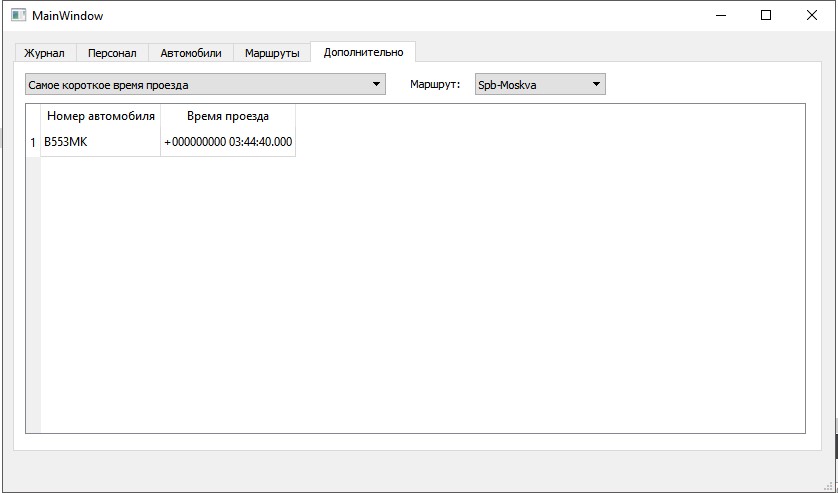 MainWindow
Журнал Персонал Автомобили Маршруты Дополнительно
Самое короткое время проезда Маршрут: Spb-Moskva
Номер автомобиля Время проезда
1 В553МК +000000000 03:44:40.000